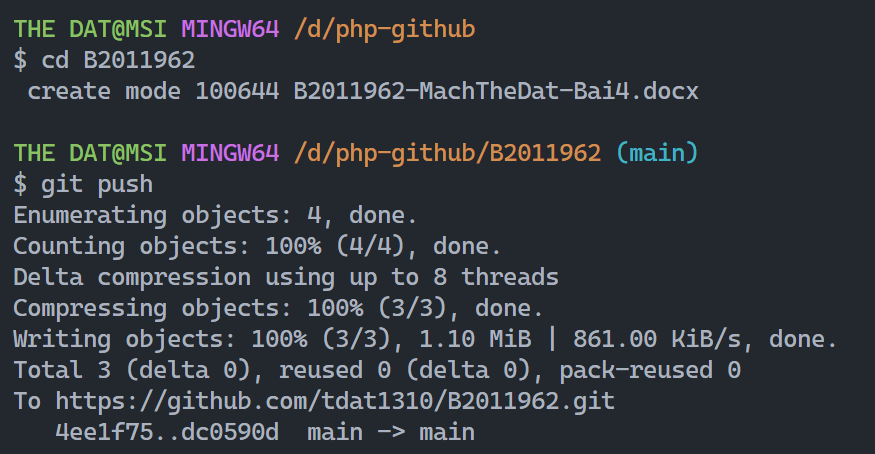 THE DAT@MSI MINGW64 /d/php-github
$ cd B2011962
 create mode 100644 B2011962-MachTheDat-Bai4.docx

THE DAT@MSI MINGW64 /d/php-github/B2011962 (main)
$ git push
Enumerating objects: 4, done.
Counting objects: 100% (4/4), done.
Delta compression using up to 8 threads
Compressing objects: 100% (3/3), done.
Writing objects: 100% (3/3), 1.10 MiB | 861.00 KiB/s, done.
Total 3 (delta 0), reused 0 (delta 0), pack-reused 0
To https://github.com/tdat1310/B2011962.git
   4ee1f75..dc0590d  main -> main